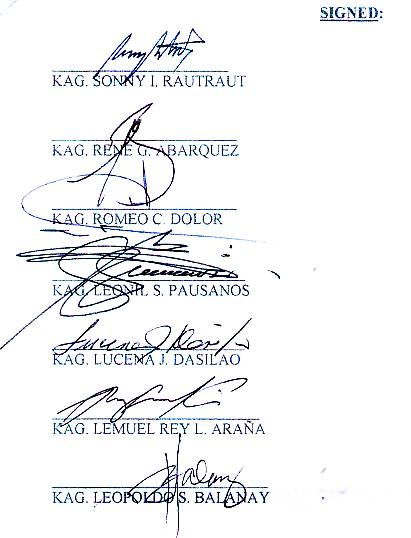 SIGNED:
KAG. SONNY I. RAUTRAUT
KAG. RENE G. ABARQUEZ
KAG. ROMEO C. DOLOR
KAG. LEONIL S. PAUSANOS
KAG. LUCENA J. DASILAO
KAG. LEMUEL REY L. ARAÑA
KAG. LEOPOLDO S. BALANAY